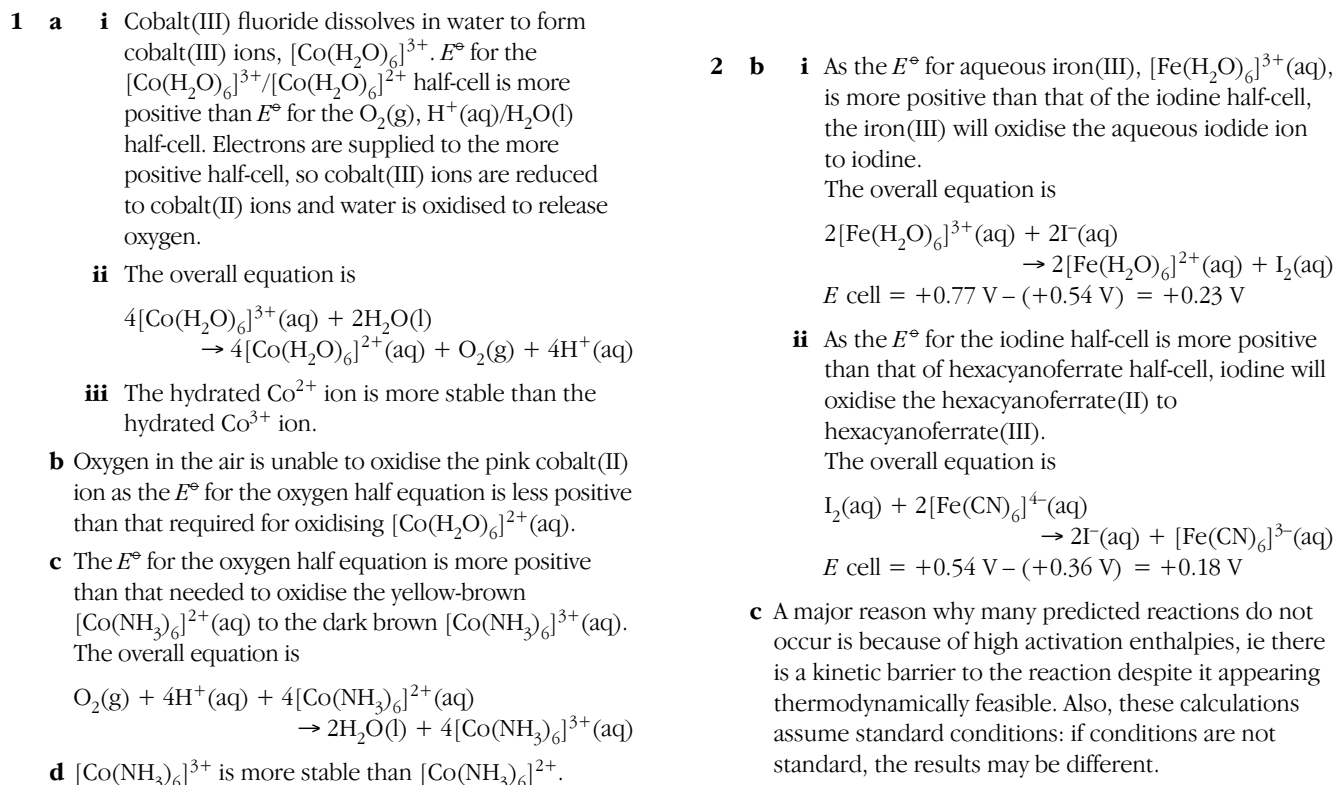 1 a i Cobalt(III) fluoride dissolves in water to form
cobalt(III) ions, [Co(H₂O)₆]³⁺. E⦵ for the
[Co(H₂O)₆]³⁺/[Co(H₂O)₆]²⁺ half-cell is more
positive than E⦵ for the O₂(g), H⁺(aq)/H₂O(l)
half-cell. Electrons are supplied to the more
positive half-cell, so cobalt(III) ions are reduced
to cobalt(II) ions and water is oxidised to release
oxygen.
ii The overall equation is
4[Co(H₂O)₆]³⁺(aq) + 2H₂O(l)
→ 4[Co(H₂O)₆]²⁺(aq) + O₂(g) + 4H⁺(aq)
iii The hydrated Co²⁺ ion is more stable than the
hydrated Co³⁺ ion.
b Oxygen in the air is unable to oxidise the pink cobalt(II)
ion as the E⦵ for the oxygen half equation is less positive
than that required for oxidising [Co(H₂O)₆]²⁺(aq).
c The E⦵ for the oxygen half equation is more positive
than that needed to oxidise the yellow-brown
[Co(NH₃)₆]²⁺(aq) to the dark brown [Co(NH₃)₆]³⁺(aq).
The overall equation is
O₂(g) + 4H⁺(aq) + 4[Co(NH₃)₆]²⁺(aq)
→ 2H₂O(l) + 4[Co(NH₃)₆]³⁺(aq)
d [Co(NH₃)₆]³⁺ is more stable than [Co(NH₃)₆]²⁺.
2 b i As the E⦵ for aqueous iron(III), [Fe(H₂O)₆]³⁺(aq),
is more positive than that of the iodine half-cell,
the iron(III) will oxidise the aqueous iodide ion
to iodine.
The overall equation is
2[Fe(H₂O)₆]³⁺(aq) + 2I⁻(aq)
→ 2[Fe(H₂O)₆]²⁺(aq) + I₂(aq)
E cell = +0.77 V – (+0.54 V) = +0.23 V
ii As the E⦵ for the iodine half-cell is more positive
than that of hexacyanoferrate half-cell, iodine will
oxidise the hexacyanoferrate(II) to
hexacyanoferrate(III).
The overall equation is
I₂(aq) + 2[Fe(CN)₆]⁴⁻(aq)
→ 2I⁻(aq) + [Fe(CN)₆]³⁻(aq)
E cell = +0.54 V – (+0.36 V) = +0.18 V
c A major reason why many predicted reactions do not
occur is because of high activation enthalpies, ie there
is a kinetic barrier to the reaction despite it appearing
thermodynamically feasible. Also, these calculations
assume standard conditions: if conditions are not
standard, the results may be different.